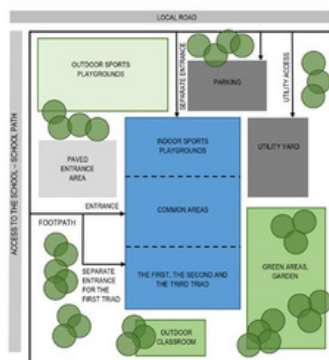 LOCAL ROAD
ACCESS TO THE SCHOOL – SCHOOL PATH
OUTDOOR SPORTS
PLAYGROUNDS
SEPARATE ENTRANCE
PARKING
UTILITY ACCESS
PAVED
ENTRANCE
AREA
INDOOR SPORTS
PLAYGROUNDS
UTILITY YARD
ENTRANCE
COMMON AREAS
FOOTPATH
SEPARATE
ENTRANCE
FOR THE
FIRST TRIAD
THE FIRST, THE SECOND AND
THE THIRD TRIAD
GREEN AREAS,
GARDEN
OUTDOOR
CLASSROOM